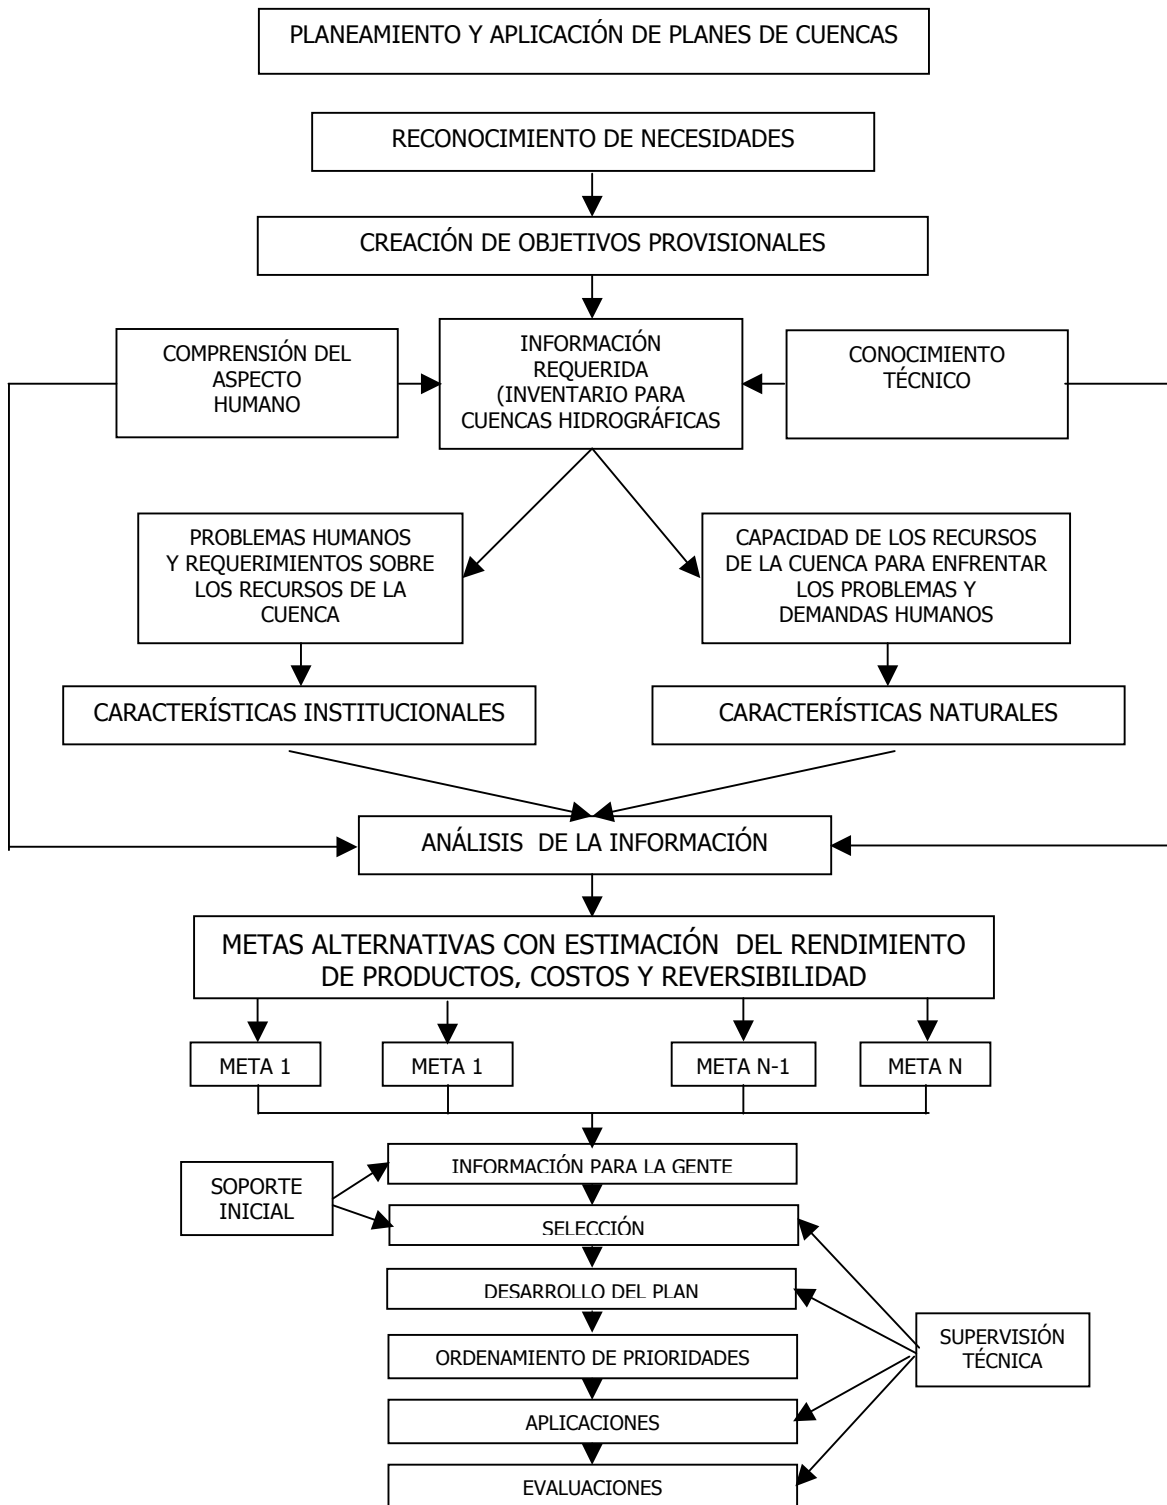 PLANEAMIENTO Y APLICACIÓN DE PLANES DE CUENCAS
RECONOCIMIENTO DE NECESIDADES
CREACIÓN DE OBJETIVOS PROVISIONALES
COMPRENSIÓN DEL
ASPECTO
HUMANO
INFORMACIÓN
REQUERIDA
(INVENTARIO PARA
CUENCAS HIDROGRÁFICAS
CONOCIMIENTO
TÉCNICO
PROBLEMAS HUMANOS
Y REQUERIMIENTOS SOBRE
LOS RECURSOS DE LA
CUENCA
CAPACIDAD DE LOS RECURSOS
DE LA CUENCA PARA ENFRENTAR
LOS PROBLEMAS Y
DEMANDAS HUMANOS
CARACTERÍSTICAS INSTITUCIONALES
CARACTERÍSTICAS NATURALES
ANÁLISIS DE LA INFORMACIÓN
METAS ALTERNATIVAS CON ESTIMACIÓN DEL RENDIMIENTO
DE PRODUCTOS, COSTOS Y REVERSIBILIDAD
META 1
META 1
META N-1
META N
INFORMACIÓN PARA LA GENTE
SOPORTE
INICIAL
SELECCIÓN
DESARROLLO DEL PLAN
SUPERVISIÓN
TÉCNICA
ORDENAMIENTO DE PRIORIDADES
APLICACIONES
EVALUACIONES